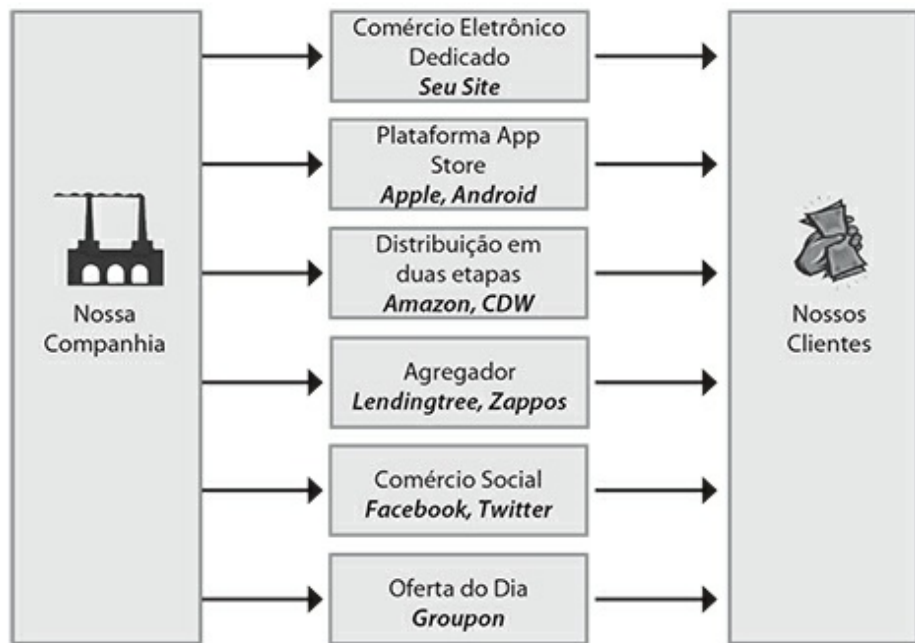 Comércio Eletrônico
Dedicado
Seu Site
Plataforma App
Store
Apple, Android
Distribuição em
duas etapas
Amazon, CDW
Nossa
Companhia
Nossos
Clientes
Agregador
Lendingtree, Zappos
Comércio Social
Facebook, Twitter
Oferta do Dia
Groupon